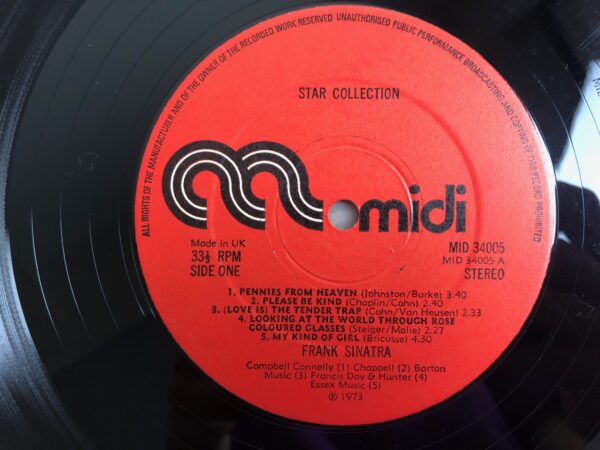 ALL RIGHTS OF THE MANUFACTURER AND OF THE OWNER OF THE RECORDED WORK RESERVED UNAUTHORISED PUBLIC PERFORMANCE BROADCASTING AND COPYING OF THIS RECORD PROHIBITED
STAR COLLECTION
midi
Made in UK
33⅓ RPM
SIDE ONE
MID 34005
MID 34005 A
STEREO
1. PENNIES FROM HEAVEN (Johnston/Burke) 3.40
2. PLEASE BE KIND (Chaplin/Cahn) 2.40
3. (LOVE IS) THE TENDER TRAP (Cahn/Van Heusen) 2.33
4. LOOKING AT THE WORLD THROUGH ROSE
COLOURED GLASSES (Steiger/Malie) 2.27
5. MY KIND OF GIRL (Bricusse) 4.30
FRANK SINATRA
Campbell Connelly (1) Chappell (2) Barton
Music (3) Francis Day & Hunter (4)
Essex Music (5)
℗ 1973